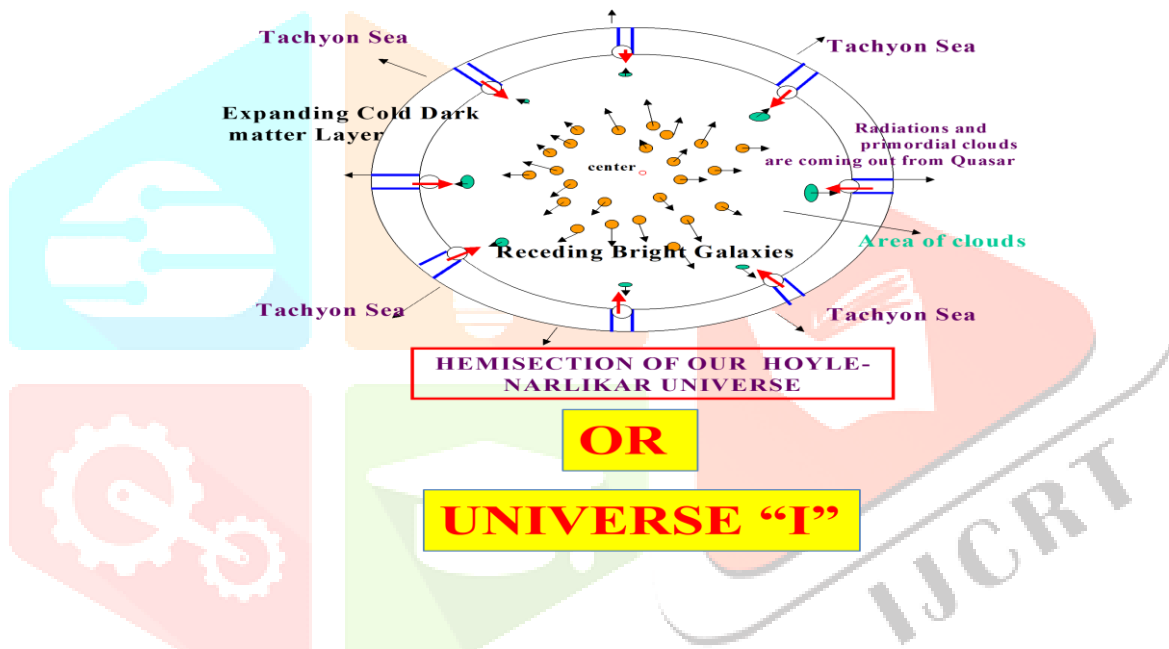 Tachyon Sea
Tachyon Sea
Expanding Cold Dark
matter Layer
Radiations and
primordial clouds
are coming out from Quasar
center
Area of clouds
Receding Bright Galaxies
Tachyon Sea
Tachyon Sea
HEMISECTION OF OUR HOYLE-
NARLIKAR UNIVERSE
OR
UNIVERSE “I”
IJCRT